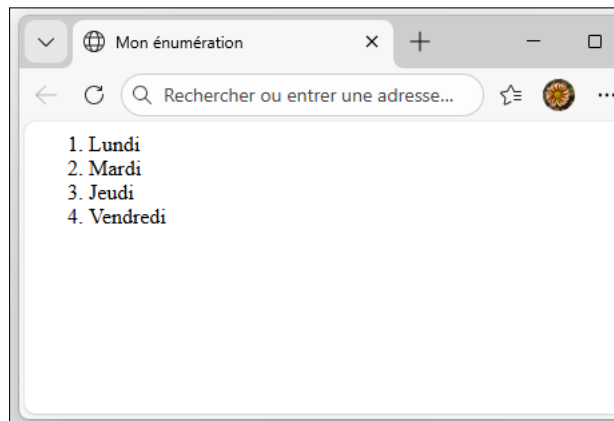 Mon énumération
Rechercher ou entrer une adresse...
1. Lundi
2. Mardi
3. Jeudi
4. Vendredi